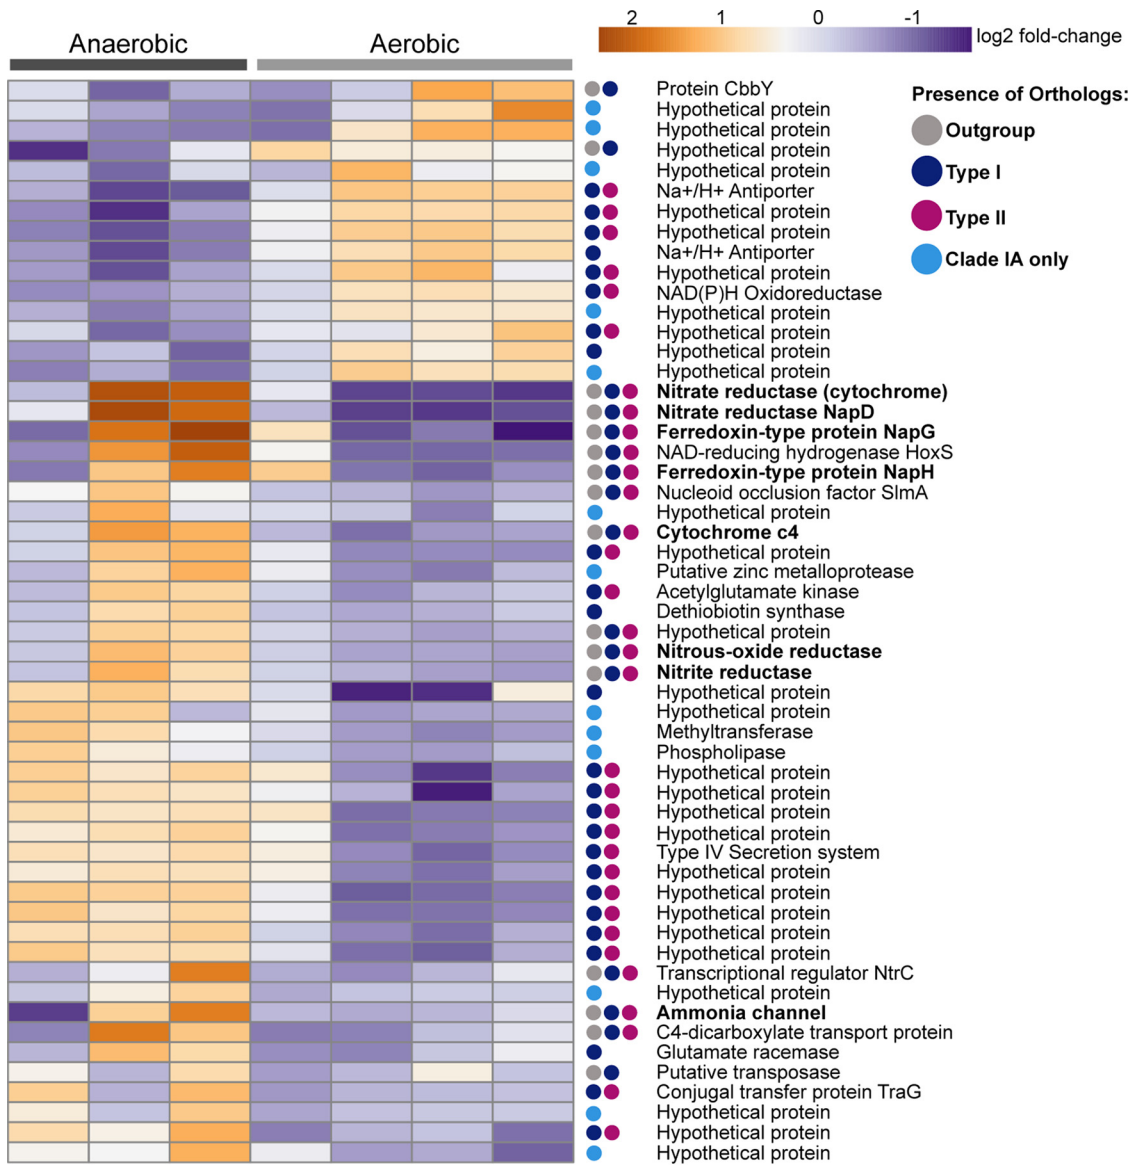 2 1 0 -1
log2 fold-change
Anaerobic Aerobic
Presence of Orthologs:
Outgroup
Type I
Type II
Clade IA only
Protein CbbY
Hypothetical protein
Hypothetical protein
Hypothetical protein
Hypothetical protein
Na+/H+ Antiporter
Hypothetical protein
Hypothetical protein
Na+/H+ Antiporter
Hypothetical protein
NAD(P)H Oxidoreductase
Hypothetical protein
Hypothetical protein
Hypothetical protein
Hypothetical protein
Nitrate reductase (cytochrome)
Nitrate reductase NapD
Ferredoxin-type protein NapG
NAD-reducing hydrogenase HoxS
Ferredoxin-type protein NapH
Nucleoid occlusion factor SlmA
Hypothetical protein
Cytochrome c4
Hypothetical protein
Putative zinc metalloprotease
Acetylglutamate kinase
Dethiobiotin synthase
Hypothetical protein
Nitrous-oxide reductase
Nitrite reductase
Hypothetical protein
Hypothetical protein
Methyltransferase
Phospholipase
Hypothetical protein
Hypothetical protein
Hypothetical protein
Hypothetical protein
Type IV Secretion system
Hypothetical protein
Hypothetical protein
Hypothetical protein
Hypothetical protein
Hypothetical protein
Transcriptional regulator NtrC
Hypothetical protein
Ammonia channel
C4-dicarboxylate transport protein
Glutamate racemase
Putative transposase
Conjugal transfer protein TraG
Hypothetical protein
Hypothetical protein
Hypothetical protein